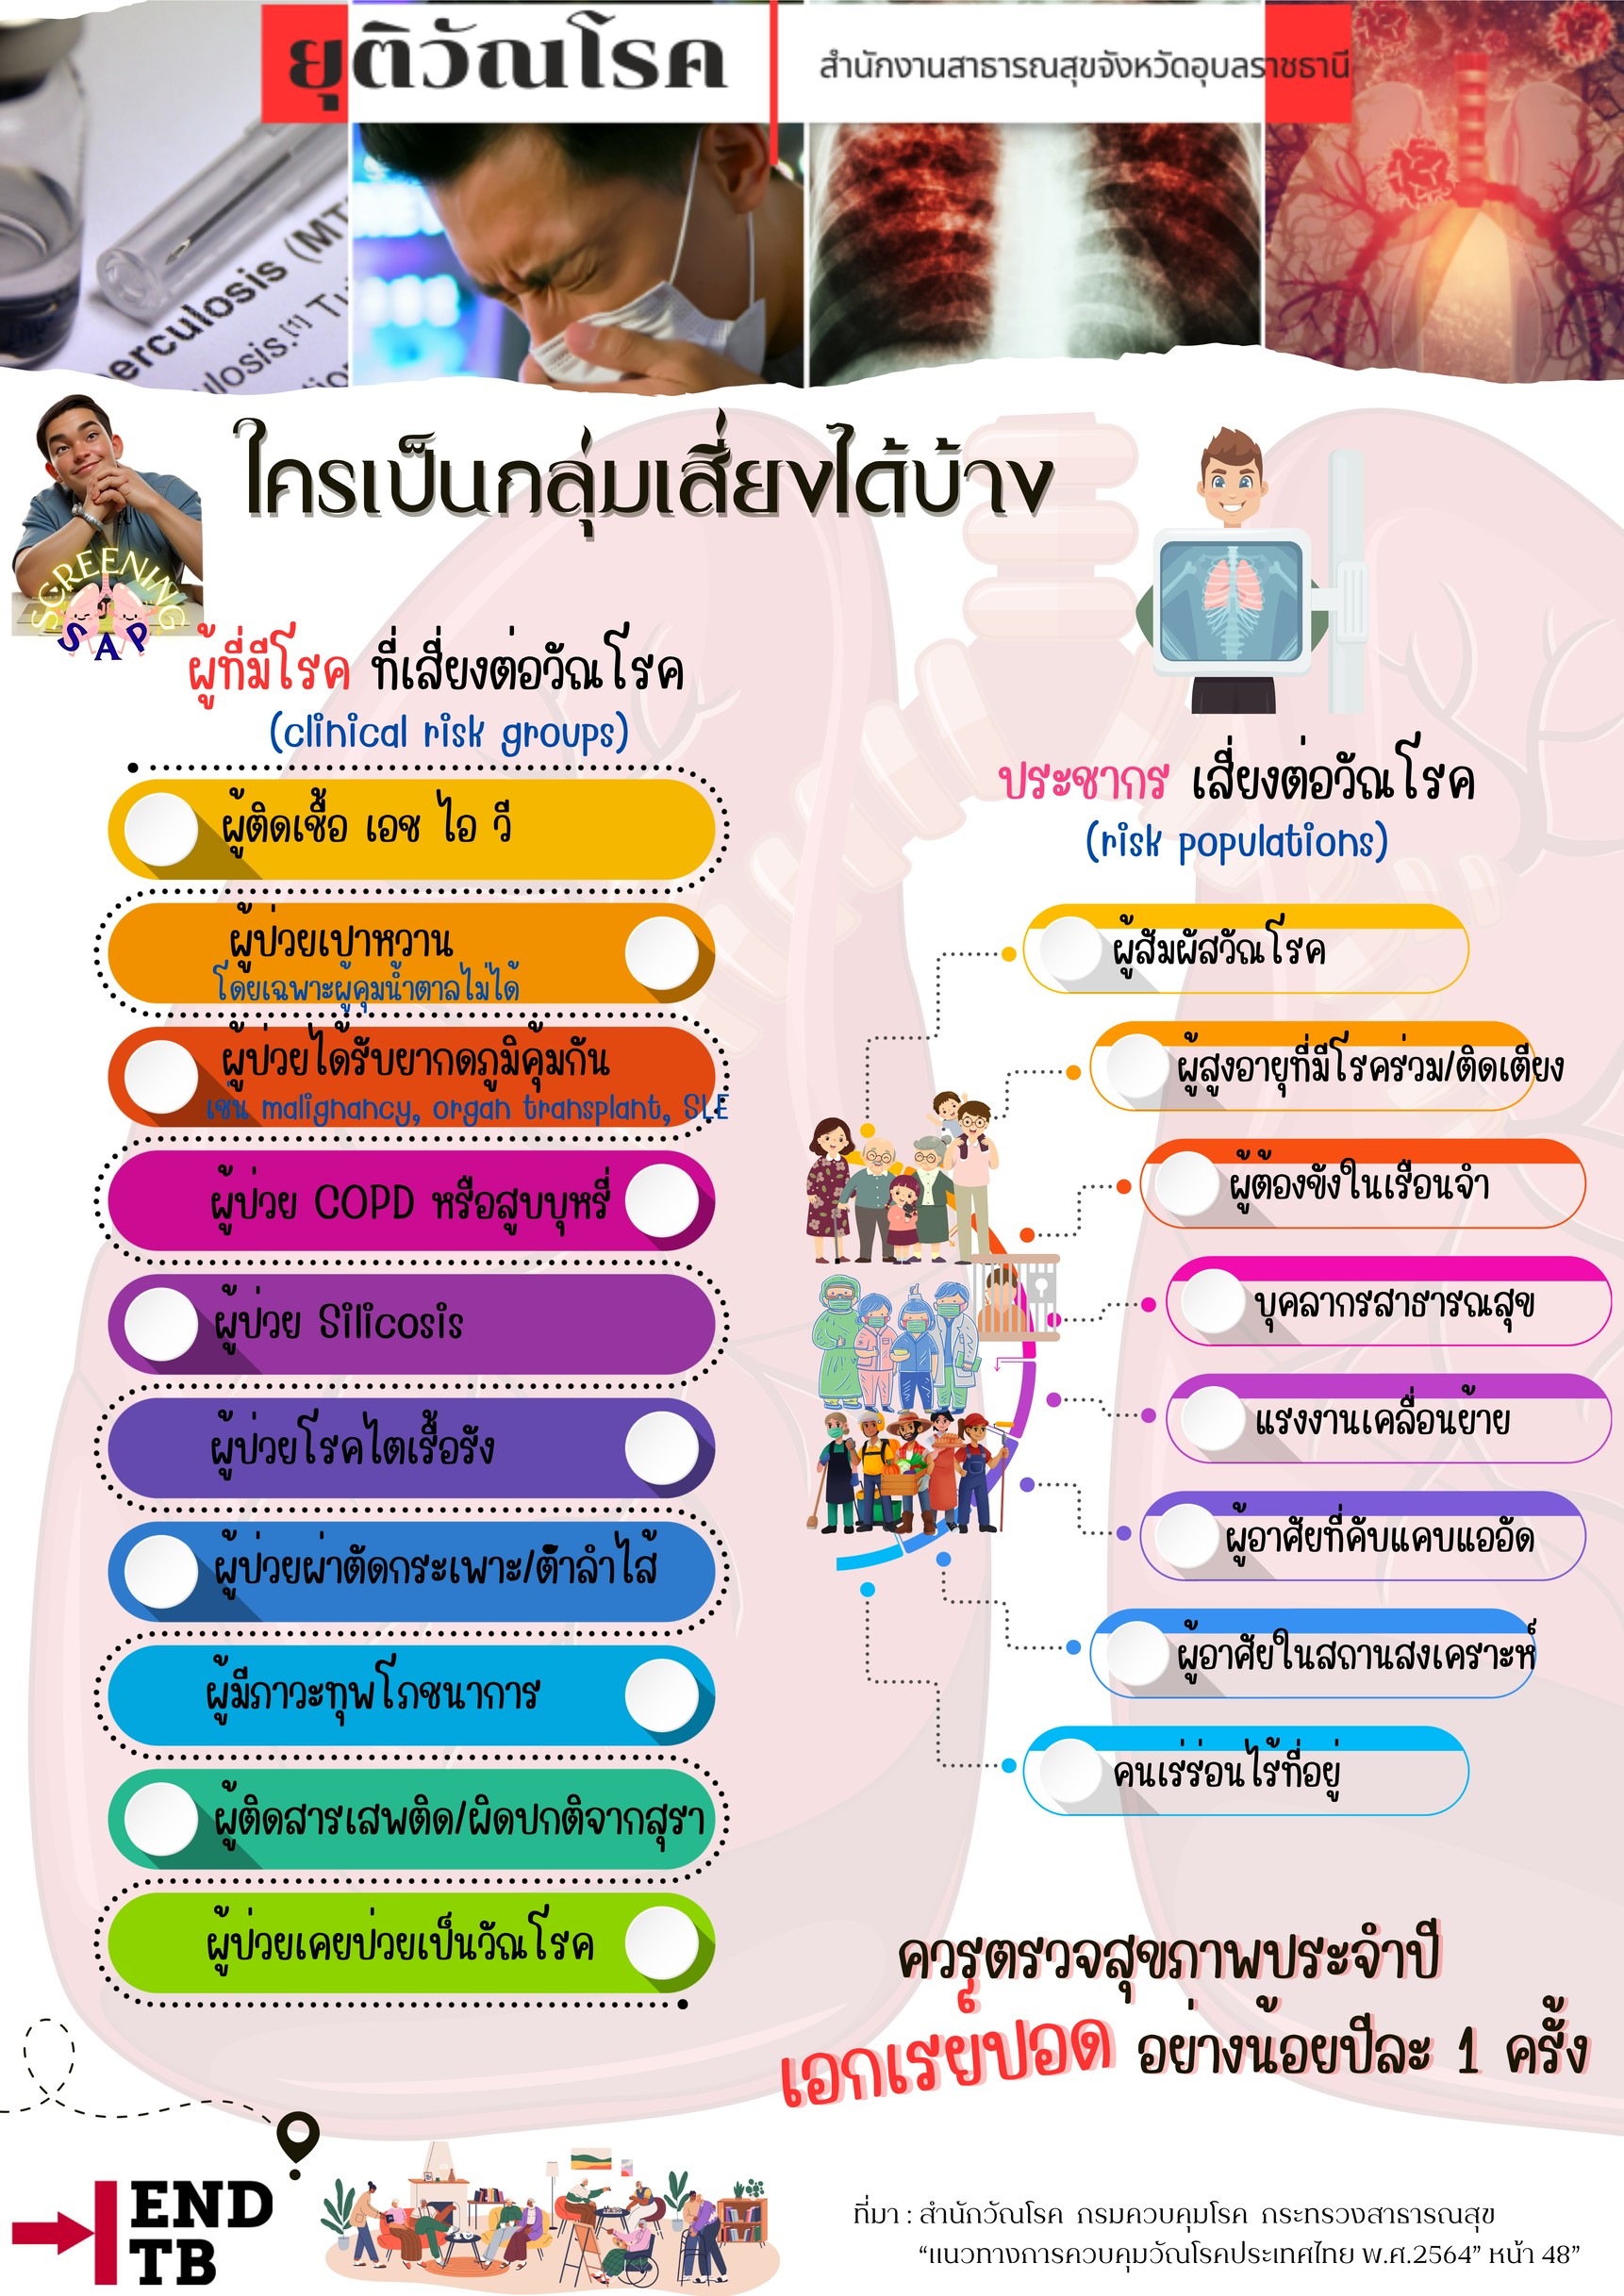 ยุติวัณโรค
สำนักงานสาธารณสุขจังหวัดอุบลราชธานี
erculosis (MT
ulosis.[1] Tu
ใครเป็นกลุ่มเสี่ยงได้บ้าง
SCREENING
SAP
ผู้ที่มีโรค ที่เสี่ยงต่อวัณโรค
(clinical risk groups)
ผู้ติดเชื้อ เอช ไอ วี
ผู้ป่วยเบาหวาน
โดยเฉพาะผู้คุมน้ำตาลไม่ได้
ผู้ป่วยได้รับยากดภูมิคุ้มกัน
เช่น malignancy, organ transplant, SLE
ผู้ป่วย COPD หรือสูบบุหรี่
ผู้ป่วย Silicosis
ผู้ป่วยโรคไตเรื้อรัง
ผู้ป่วยผ่าตัดกระเพาะ/ตัำลำไส้
ผู้มีภาวะทุพโภชนาการ
ผู้ติดสารเสพติด/ผิดปกติจากสุรา
ผู้ป่วยเคยป่วยเป็นวัณโรค
ประชากร เสี่ยงต่อวัณโรค
(risk populations)
ผู้สัมผัสวัณโรค
ผู้สูงอายุที่มีโรคร่วม/ติดเตียง
ผู้ต้องขังในเรือนจำ
บุคลากรสาธารณสุข
แรงงานเคลื่อนย้าย
ผู้อาศัยที่คับแคบแออัด
ผู้อาศัยในสถานสงเคราะห์
คนเร่ร่อนไร้ที่อยู่
ควรตรวจสุขภาพประจำปี
เอกเรย์ปอด อย่างน้อยปีละ 1 ครั้ง
END
TB
ที่มา : สำนักวัณโรค กรมควบคุมโรค กระทรวงสาธารณสุข
“แนวทางการควบคุมวัณโรคประเทศไทย พ.ศ.2564” หน้า 48”